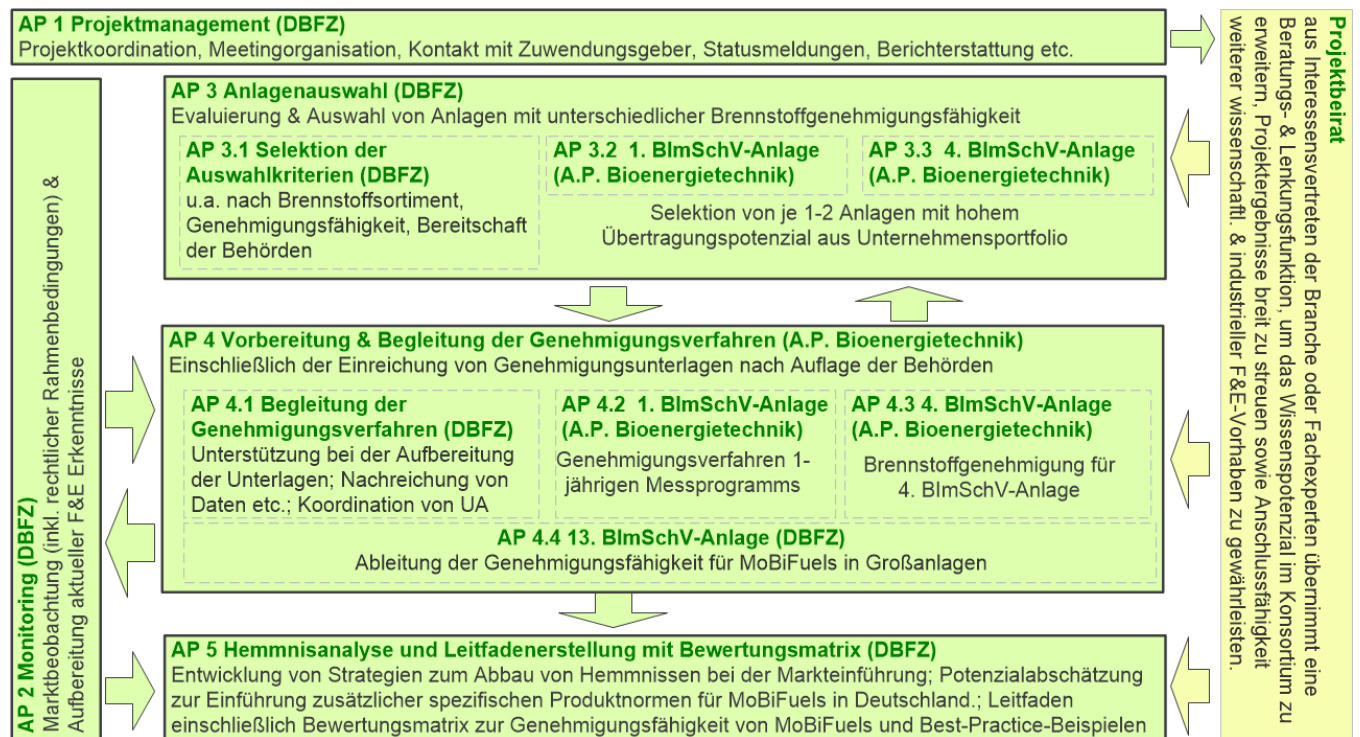 AP 1 Projektmanagement (DBFZ)
Projektkoordination, Meetingorganisation, Kontakt mit Zuwendungsgeber, Statusmeldungen, Berichterstattung etc.
AP 2 Monitoring (DBFZ)
Marktbeobachtung (inkl. rechtlicher Rahmenbedingungen) &
Aufbereitung aktueller F&E Erkenntnisse
AP 3 Anlagenauswahl (DBFZ)
Evaluierung & Auswahl von Anlagen mit unterschiedlicher Brennstoffgenehmigungsfähigkeit
AP 3.1 Selektion der
Auswahlkriterien (DBFZ)
u.a. nach Brennstoffsortiment,
Genehmigungsfähigkeit, Bereitschaft
der Behörden
AP 3.2 1. BImSchV-Anlage
(A.P. Bioenergietechnik)
AP 3.3 4. BImSchV-Anlage
(A.P. Bioenergietechnik)
Selektion von je 1-2 Anlagen mit hohem
Übertragungspotenzial aus Unternehmensportfolio
AP 4 Vorbereitung & Begleitung der Genehmigungsverfahren (A.P. Bioenergietechnik)
Einschließlich der Einreichung von Genehmigungsunterlagen nach Auflage der Behörden
AP 4.1 Begleitung der
Genehmigungsverfahren (DBFZ)
Unterstützung bei der Aufbereitung
der Unterlagen; Nachreichung von
Daten etc.; Koordination von UA
AP 4.2 1. BImSchV-Anlage
(A.P. Bioenergietechnik)
Genehmigungsverfahren 1-
jährigen Messprogramms
AP 4.3 4. BImSchV-Anlage
(A.P. Bioenergietechnik)
Brennstoffgenehmigung für
4. BImSchV-Anlage
AP 4.4 13. BImSchV-Anlage (DBFZ)
Ableitung der Genehmigungsfähigkeit für MoBiFuels in Großanlagen
AP 5 Hemmnisanalyse und Leitfadenerstellung mit Bewertungsmatrix (DBFZ)
Entwicklung von Strategien zum Abbau von Hemmnissen bei der Markteinführung; Potenzialabschätzung
zur Einführung zusätzlicher spezifischen Produktnormen für MoBiFuels in Deutschland.; Leitfaden
einschließlich Bewertungsmatrix zur Genehmigungsfähigkeit von MoBiFuels und Best-Practice-Beispielen
Projektbeirat
aus Interessensvertreten der Branche oder Fachexperten übernimmt eine
Beratungs- & Lenkungsfunktion, um das Wissenspotenzial im Konsortium zu
erweitern, Projektergebnisse breit zu streuen sowie Anschlussfähigkeit
weiterer wissenschaftl. & industrieller F&E-Vorhaben zu gewährleisten.